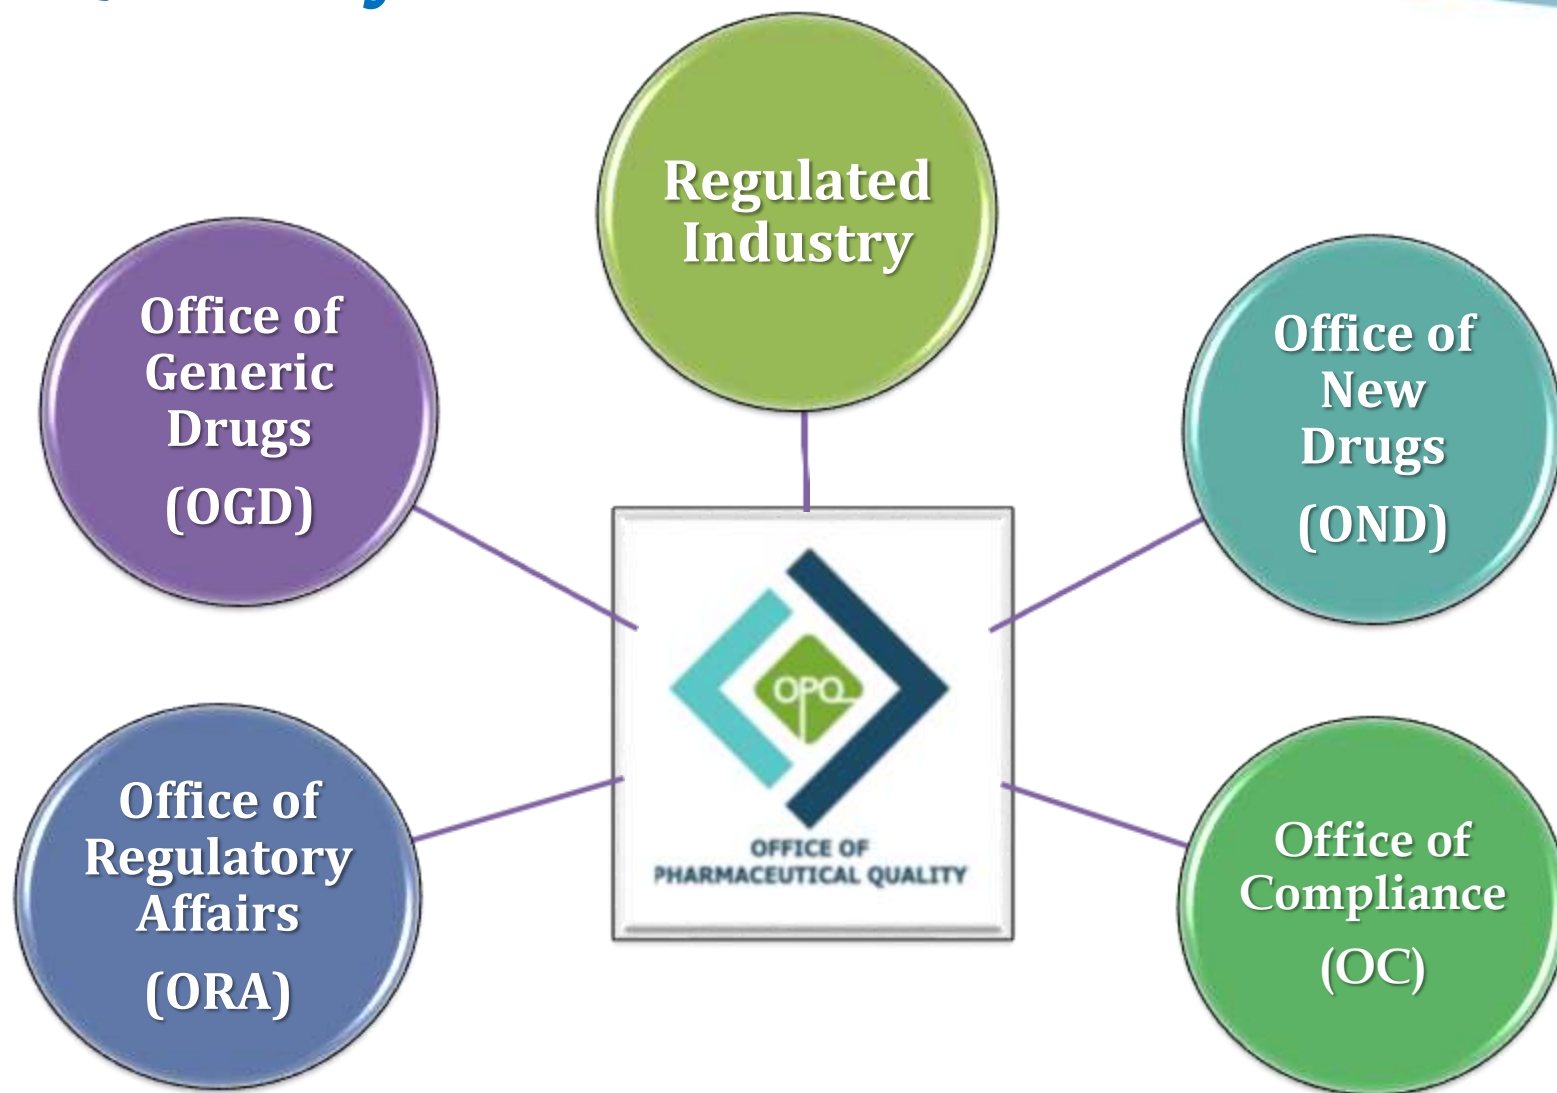 Regulated
Industry
Office of
Generic
Drugs
(OGD)
Office of
New
Drugs
(OND)
OPQ
OFFICE OF
PHARMACEUTICAL QUALITY
Office of
Regulatory
Affairs
(ORA)
Office of
Compliance
(OC)